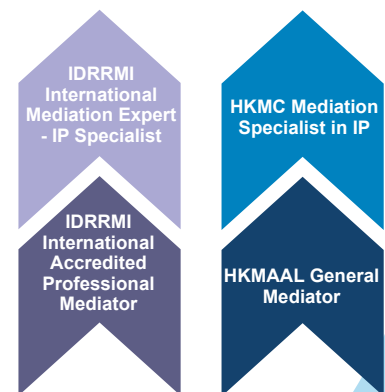 IDRRMI
International
Mediation Expert
- IP Specialist
HKMC Mediation
Specialist in IP
IDRRMI
International
Accredited
Professional
Mediator
HKMAAL General
Mediator